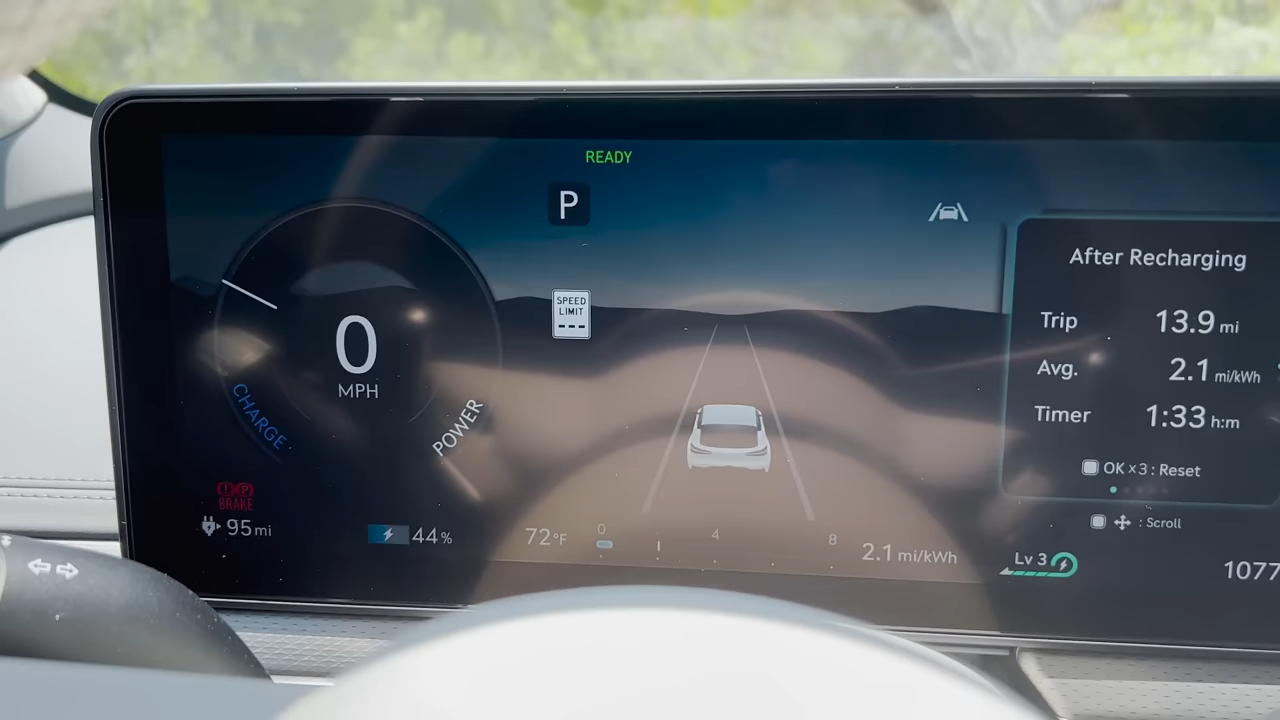 READY
P
SPEED
LIMIT
---
0
MPH
CHARGE
POWER
BRAKE
95 mi
44 %
72°F
0
4
8
2.1 mi/kWh
After Recharging
Trip 13.9 mi
Avg. 2.1 mi/kWh
Timer 1:33 h:m
OK ×3 : Reset
: Scroll
Lv 3
1077